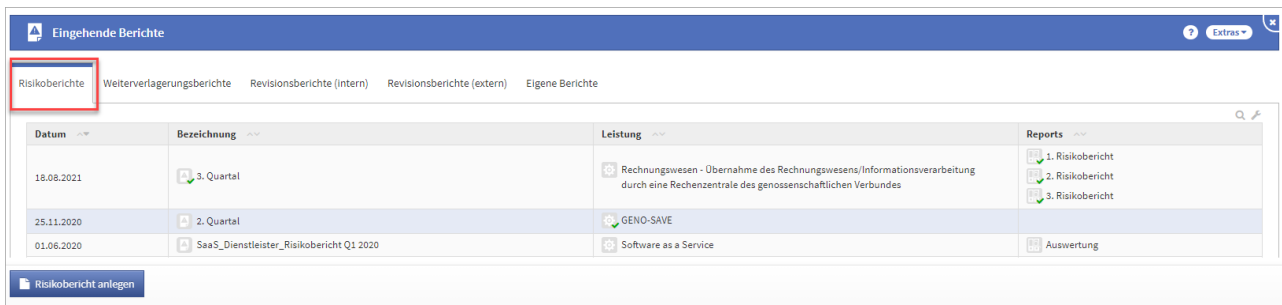 Eingehende Berichte
? Extras
Risikoberichte Weiterverlagerungsberichte Revisionsberichte (intern) Revisionsberichte (extern) Eigene Berichte
Datum Bezeichnung Leistung Reports
18.08.2021 3. Quartal Rechnungswesen - Übernahme des Rechnungswesens/Informationsverarbeitung
durch eine Rechenzentrale des genossenschaftlichen Verbundes
1. Risikobericht
2. Risikobericht
3. Risikobericht
25.11.2020 2. Quartal GENO-SAVE
01.06.2020 SaaS_Dienstleister_Risikobericht Q1 2020 Software as a Service Auswertung
Risikobericht anlegen